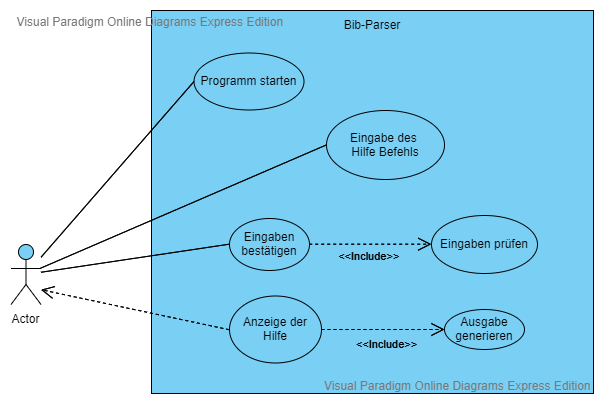 Visual Paradigm Online Diagrams Express Edition
Bib-Parser
Programm starten
Eingabe des
Hilfe Befehls
Eingaben
bestätigen
<<Include>>
Eingaben prüfen
Actor
Anzeige der
Hilfe
<<Include>>
Ausgabe
generieren
Visual Paradigm Online Diagrams Express Edition